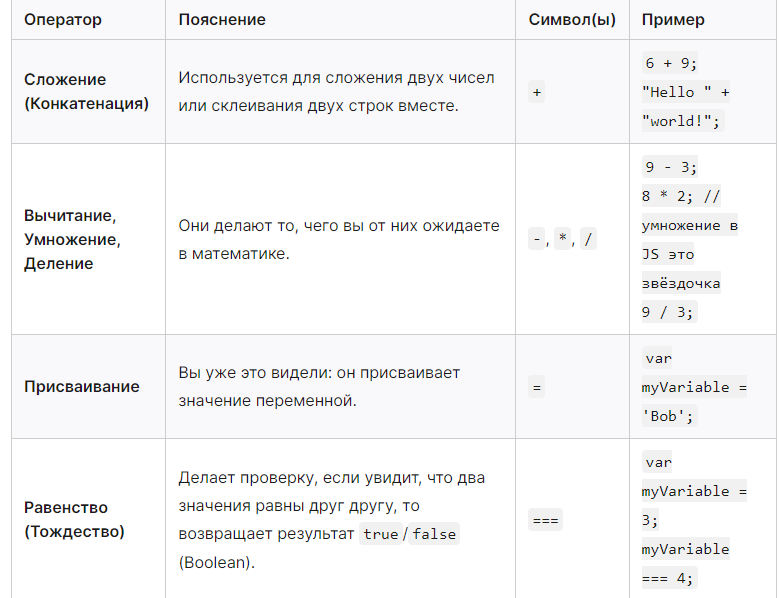 Оператор
Пояснение
Символ(ы)
Пример
Сложение
(Конкатенация)
Используется для сложения двух чисел
или склеивания двух строк вместе.
+
6 + 9;
"Hello " +
"world!";
Вычитание,
Умножение,
Деление
Они делают то, чего вы от них ожидаете
в математике.
-, *, /
9 - 3;
8 * 2; //
умножение в
JS это
звёздочка
9 / 3;
Присваивание
Вы уже это видели: он присваивает
значение переменной.
=
var
myVariable =
'Bob';
Равенство
(Тождество)
Делает проверку, если увидит, что два
значения равны друг другу, то
возвращает результат true/false
(Boolean).
===
var
myVariable =
3;
myVariable
=== 4;